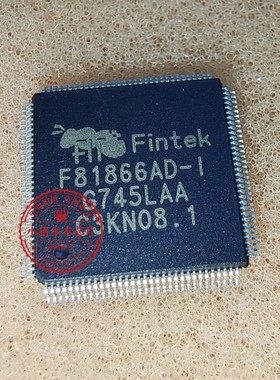 Fintek
F81866AD-I
G745LAA
C3KN08.1